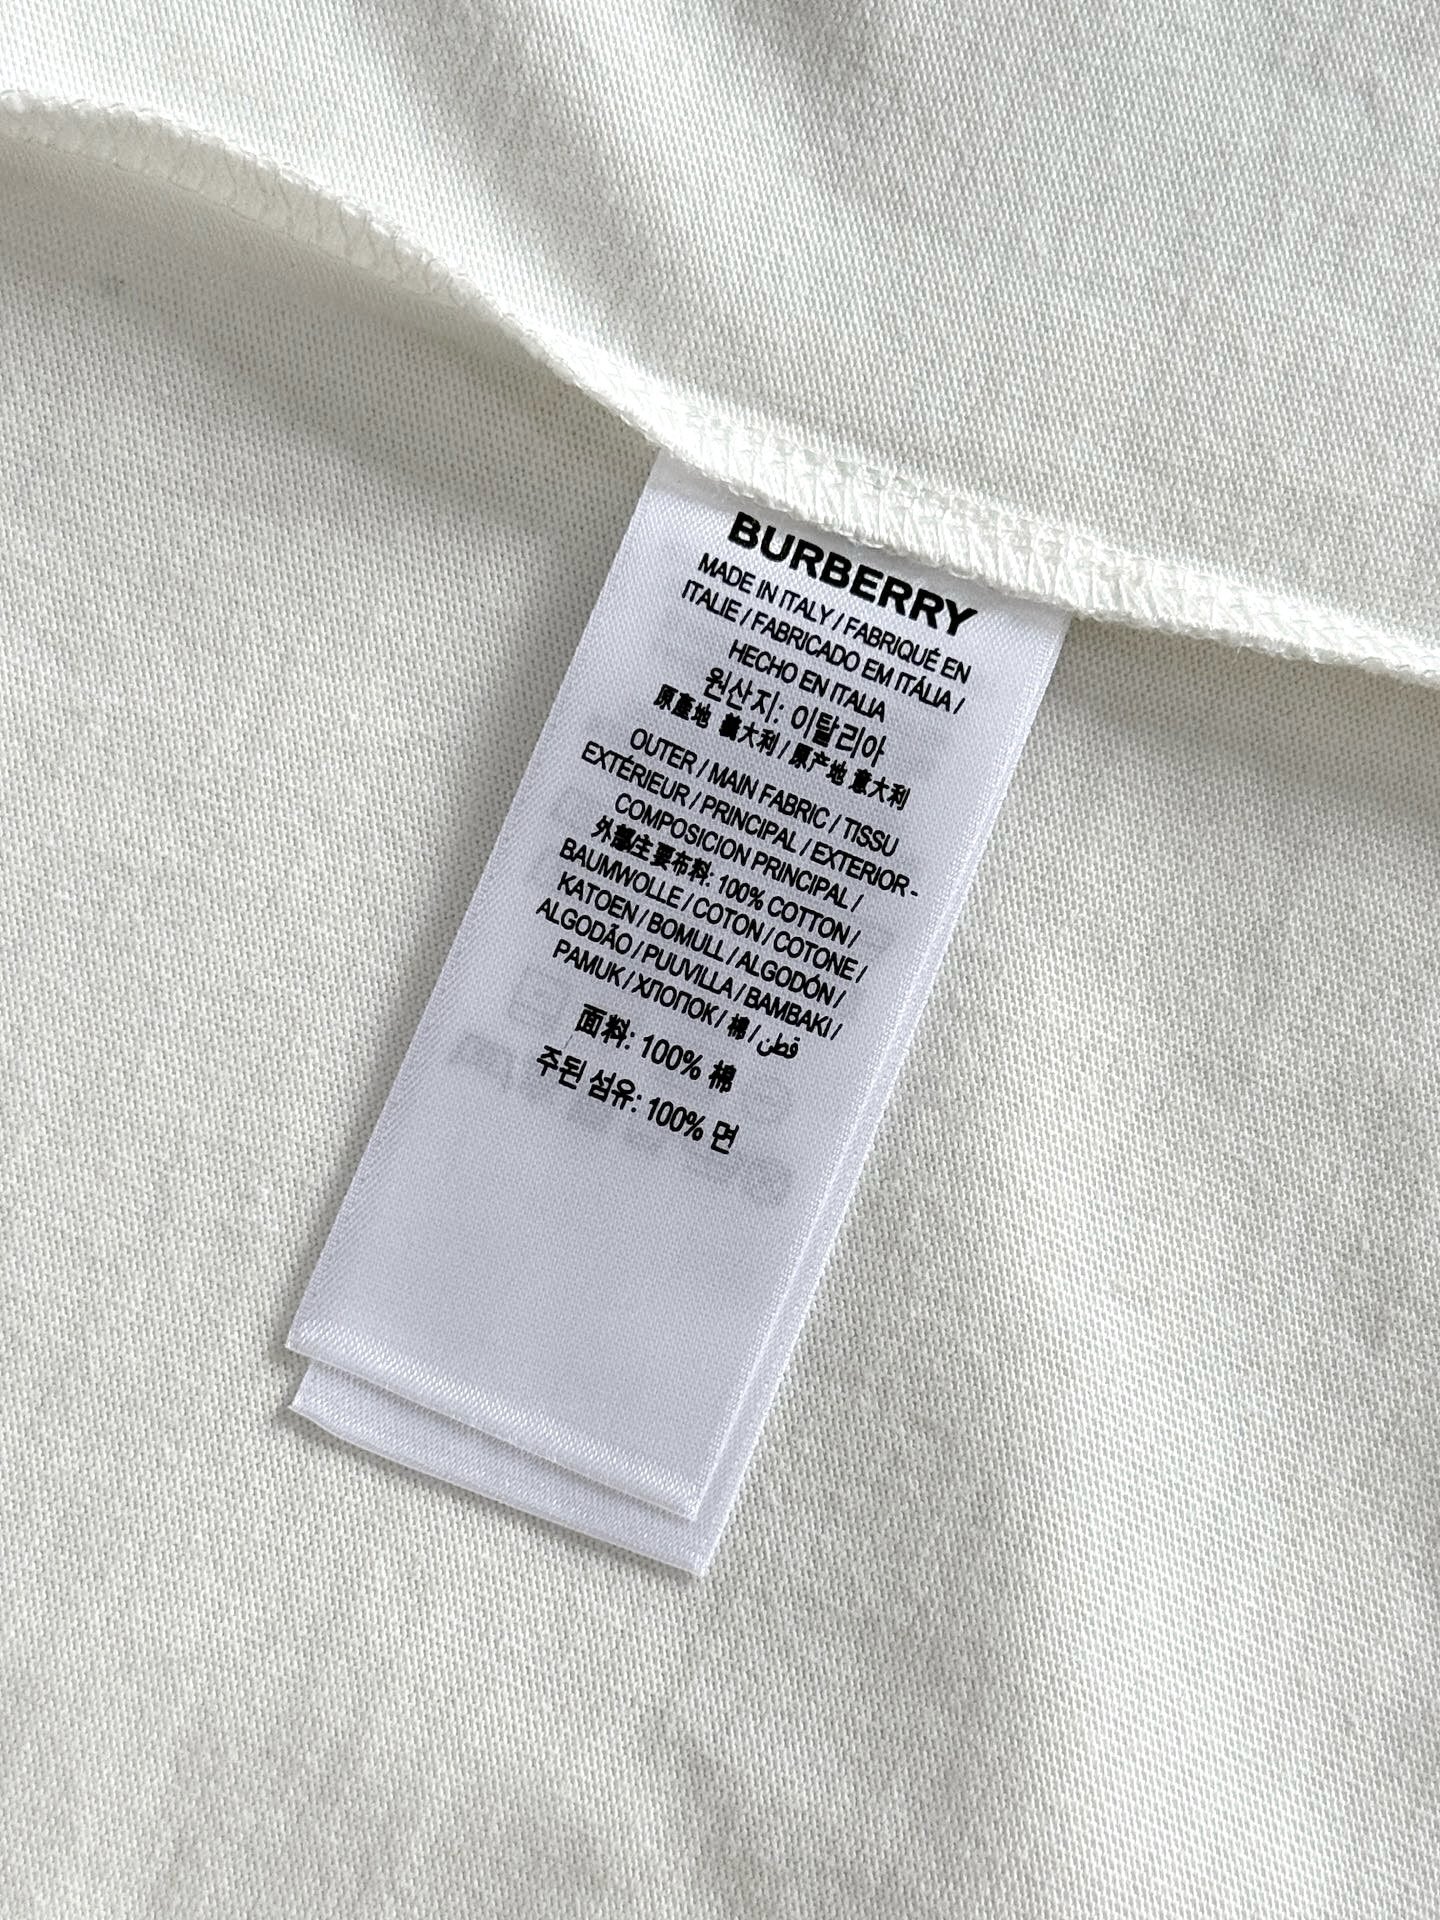 BURBERRY
MADE IN ITALY / FABRIQUÉ EN
ITALIE / FABRICADO EM ITÁLIA /
HECHO EN ITALIA
원산지: 이탈리아
原產地 義大利 / 原产地 意大利
OUTER / MAIN FABRIC / TISSU
EXTÉRIEUR / PRINCIPAL / EXTERIOR -
COMPOSICION PRINCIPAL /
外部/主要布料: 100% COTTON /
BAUMWOLLE / COTON / COTONE /
KATOEN / BOMULL / ALGODÓN /
ALGODÃO / PUUVILLA / BAMBAKI /
PAMUK / ХЛОПОК / 棉 / قطن
面料: 100% 棉
주된 섬유: 100% 면